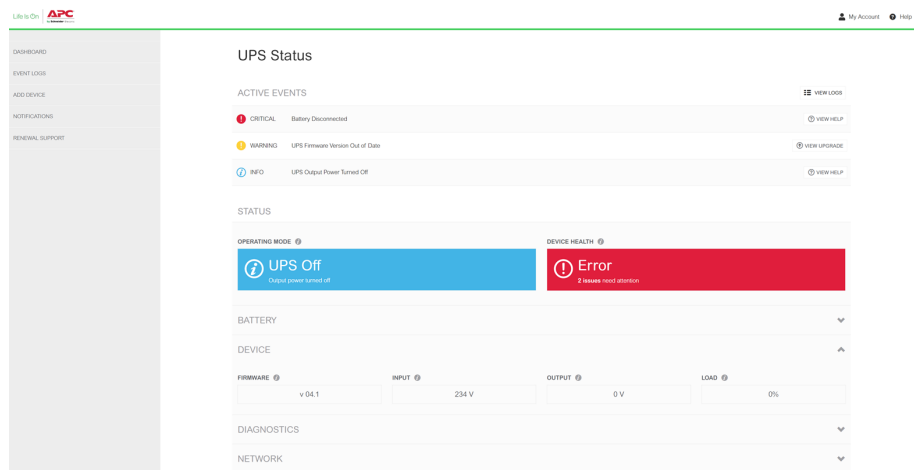 Life Is On APC
by Schneider Electric
My Account Help
DASHBOARD
EVENT LOGS
ADD DEVICE
NOTIFICATIONS
RENEWAL SUPPORT
UPS Status
ACTIVE EVENTS VIEW LOGS
CRITICAL Battery Disconnected VIEW HELP
WARNING UPS Firmware Version Out of Date VIEW UPGRADE
INFO UPS Output Power Turned Off VIEW HELP
STATUS
OPERATING MODE DEVICE HEALTH
UPS Off Error
Output power turned off 2 issues need attention
BATTERY
DEVICE
FIRMWARE INPUT OUTPUT LOAD
v 04.1 234 V 0 V 0%
DIAGNOSTICS
NETWORK